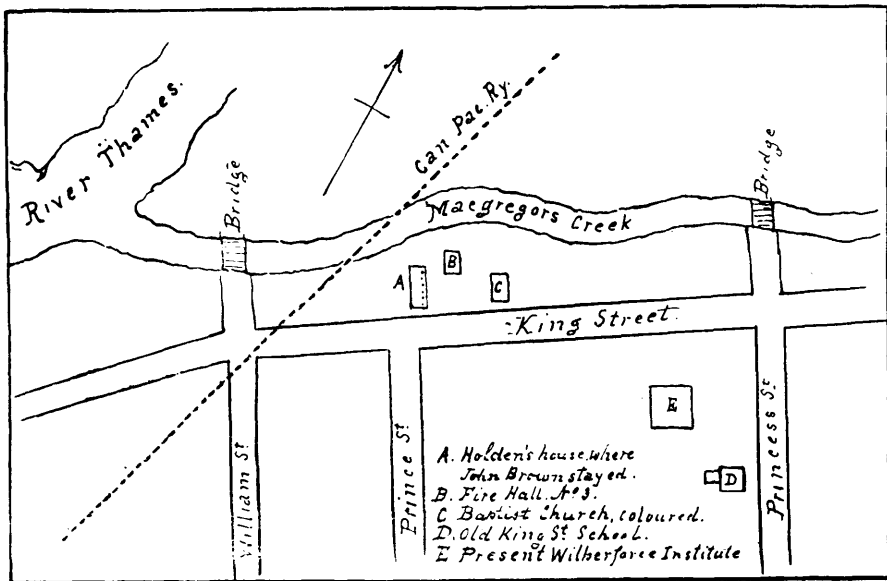 River Thames.
Can Pac. Ry.
Bridge
Bridge
Macgregors Creek
A
B
C
King Street.
E
D
William St
Prince St
Princess St
A. Holden's house, where
John Brown stayed.
B. Fire Hall. No 3.
C Baptist Church, coloured.
D. Old King St School.
E Present Wilberforce Institute